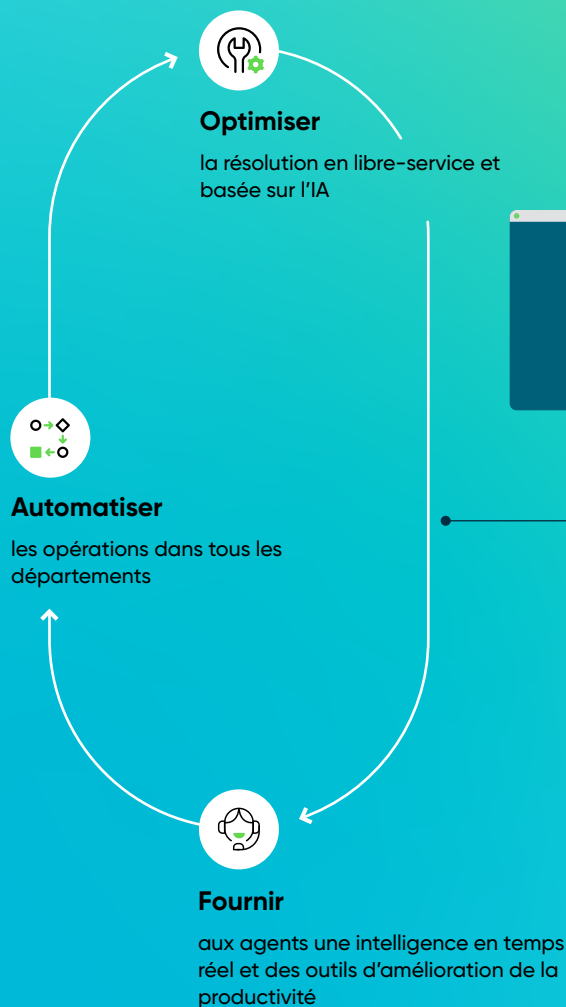 Optimiser
la résolution en libre-service et
basée sur l'IA
Automatiser
les opérations dans tous les
départements
Fournir
aux agents une intelligence en temps
réel et des outils d'amélioration de la
productivité